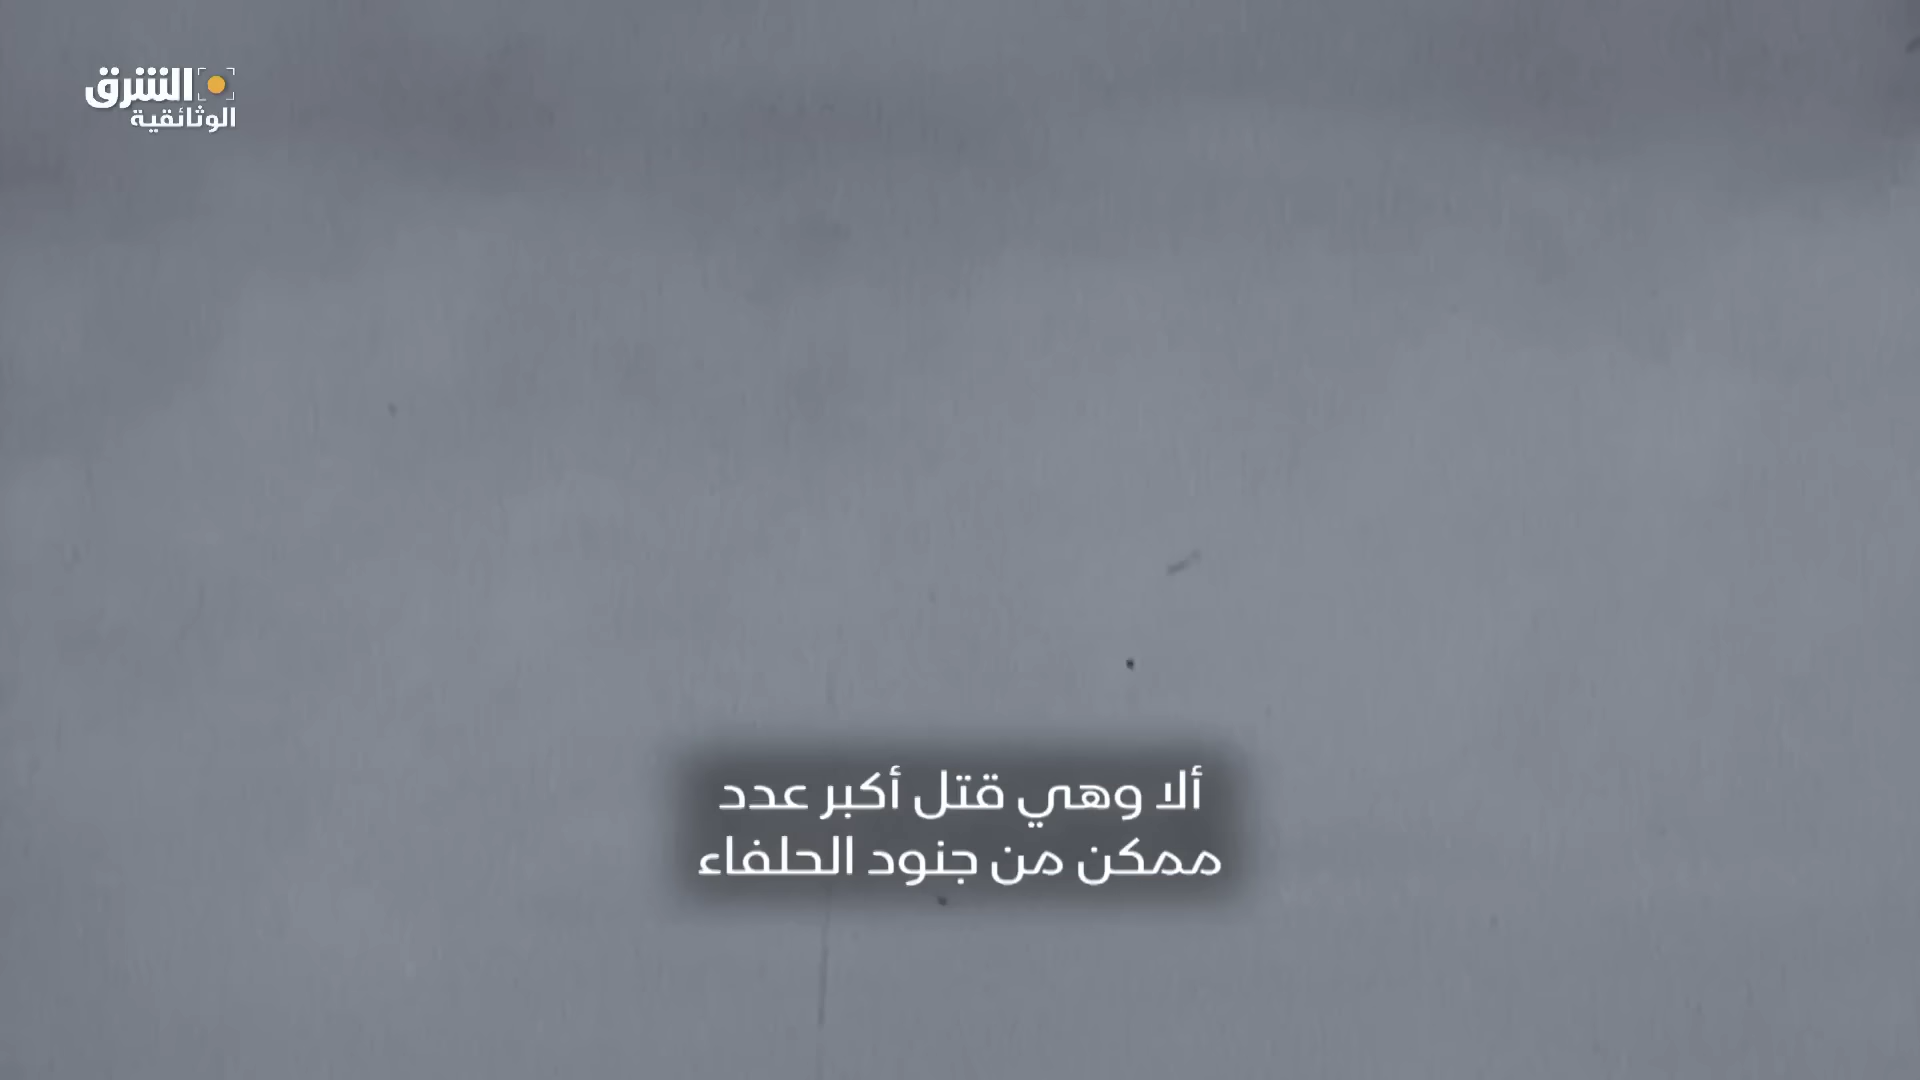 الشرق
الوثائقية
ألا وهي قتل أكبر عدد
ممكن من جنود الحلفاء